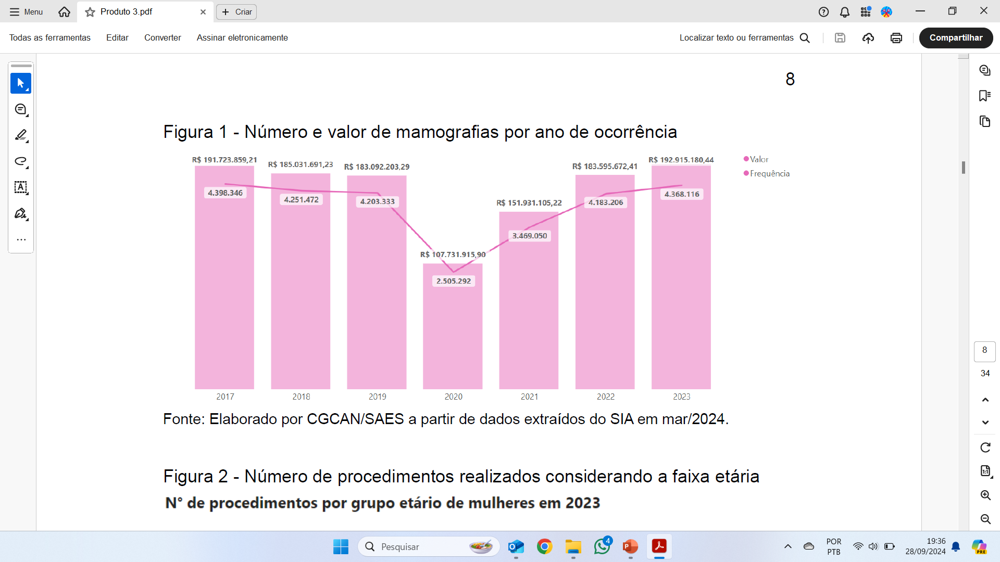 Menu
Produto 3.pdf
Criar
Todas as ferramentas
Editar
Converter
Assinar eletronicamente
Localizar texto ou ferramentas
Compartilhar
8
Figura 1 - Número e valor de mamografias por ano de ocorrência
R$ 191.723.859,21
R$ 185.031.691,23
R$ 183.092.203,29
R$ 107.731.915,90
R$ 151.931.105,22
R$ 183.595.672,41
R$ 192.915.180,44
Valor
Frequência
4.398.346
4.251.472
4.203.333
2.505.292
3.469.050
4.183.206
4.368.116
2017
2018
2019
2020
2021
2022
2023
Fonte: Elaborado por CGCAN/SAES a partir de dados extraídos do SIA em mar/2024.
Figura 2 - Número de procedimentos realizados considerando a faixa etária
N° de procedimentos por grupo etário de mulheres em 2023
8
34
1:1
Pesquisar
4
POR
PTB
19:36
28/09/2024
PRE